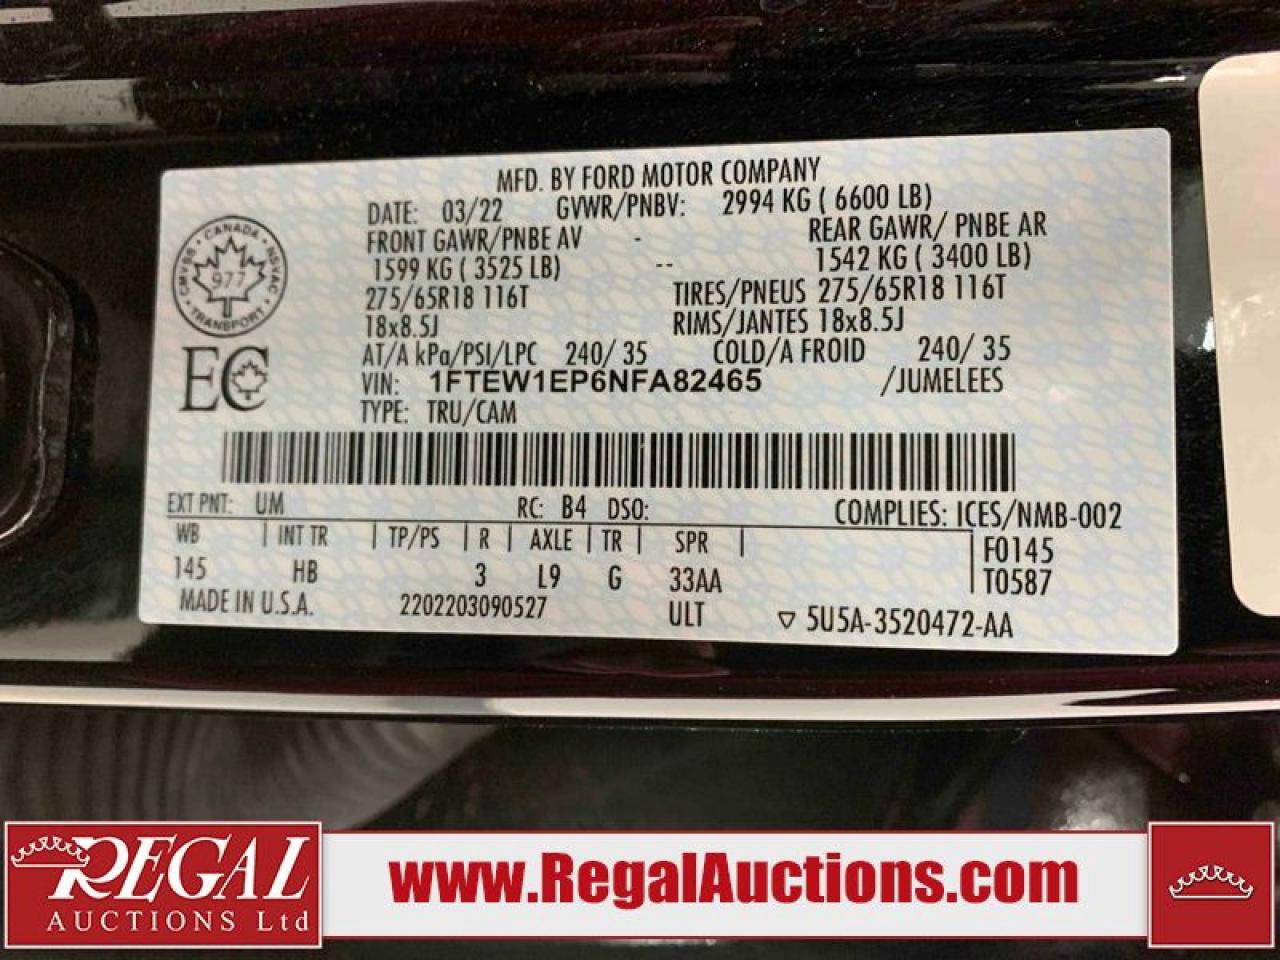 MFD. BY FORD MOTOR COMPANY
DATE: 03/22 GVWR/PNBV: 2994 KG ( 6600 LB)
FRONT GAWR/PNBE AV - REAR GAWR/ PNBE AR
1599 KG ( 3525 LB) -- 1542 KG ( 3400 LB)
275/65R18 116T TIRES/PNEUS 275/65R18 116T
18x8.5J RIMS/JANTES 18x8.5J
AT/A kPa/PSI/LPC 240/ 35 COLD/A FROID 240/ 35
VIN: 1FTEW1EP6NFA82465 /JUMELEES
TYPE: TRU/CAM
CANADA
CMVSS • NSVAC
977
TRANSPORT
EC
EXT PNT: UM RC: B4 DSO: COMPLIES: ICES/NMB-002
WB | INT TR | TP/PS | R | AXLE | TR | SPR | F0145
145 HB 3 L9 G 33AA T0587
MADE IN U.S.A. 2202203090527 ULT ▽ 5U5A-3520472-AA
REGAL
AUCTIONS Ltd
www.RegalAuctions.com